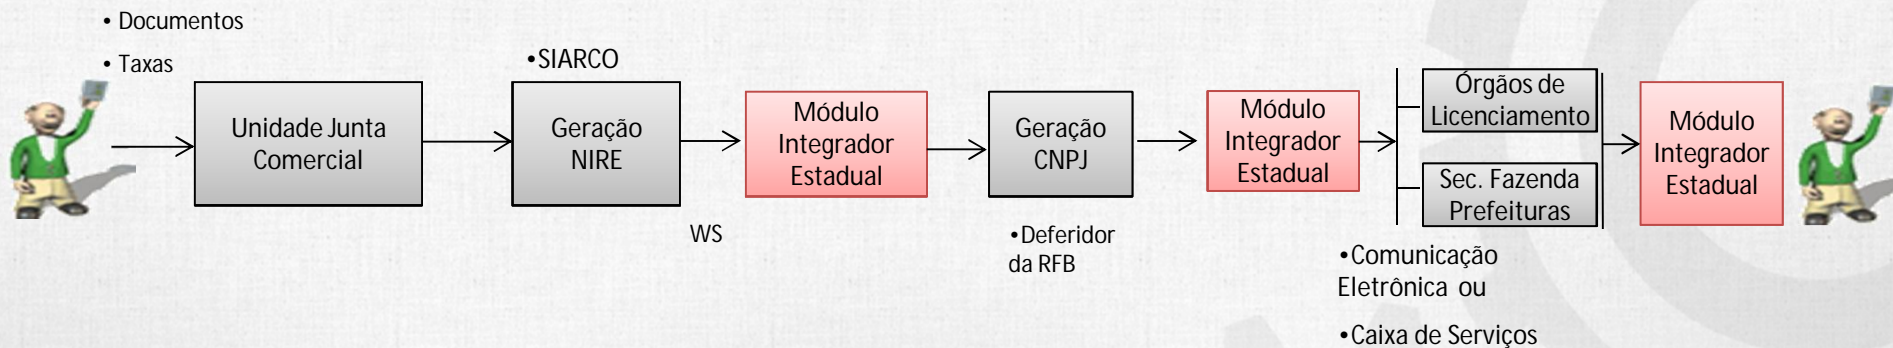 • Documentos
• Taxas
Unidade Junta
Comercial
•SIARCO
Geração
NIRE
WS
Módulo
Integrador
Estadual
Geração
CNPJ
•Deferidor
da RFB
Módulo
Integrador
Estadual
Órgãos de
Licenciamento
Sec. Fazenda
Prefeituras
•Comunicação
Eletrônica ou
•Caixa de Serviços
Módulo
Integrador
Estadual